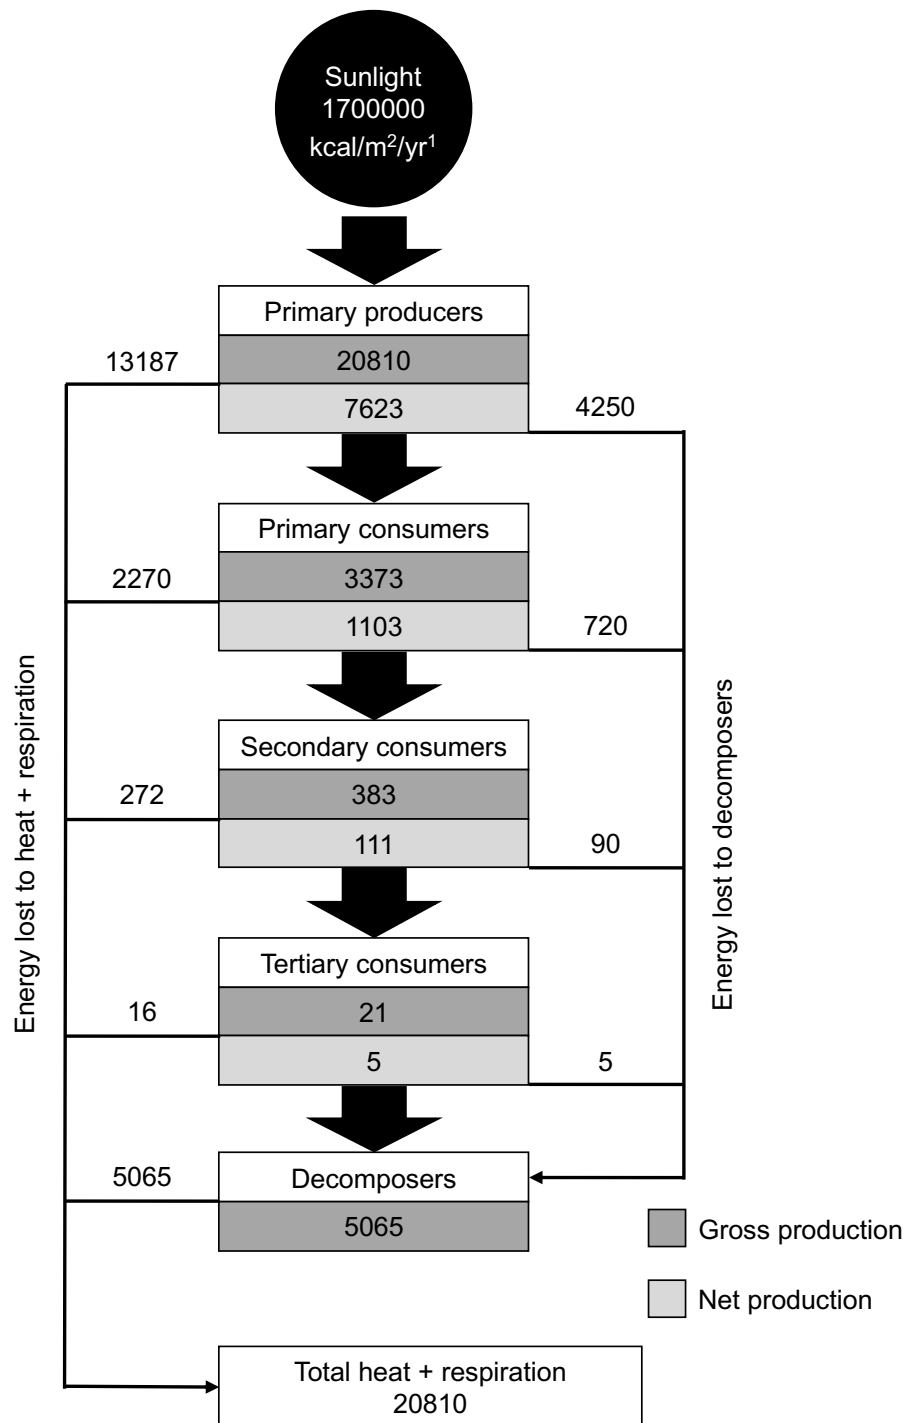 Sunlight
1700000
kcal/m²/yr¹
Primary producers
13187
20810
7623
4250
Primary consumers
2270
3373
1103
720
Secondary consumers
272
383
111
90
Tertiary consumers
16
21
5
5
Energy lost to heat + respiration
Energy lost to decomposers
5065
Decomposers
5065
Gross production
Net production
Total heat + respiration
20810